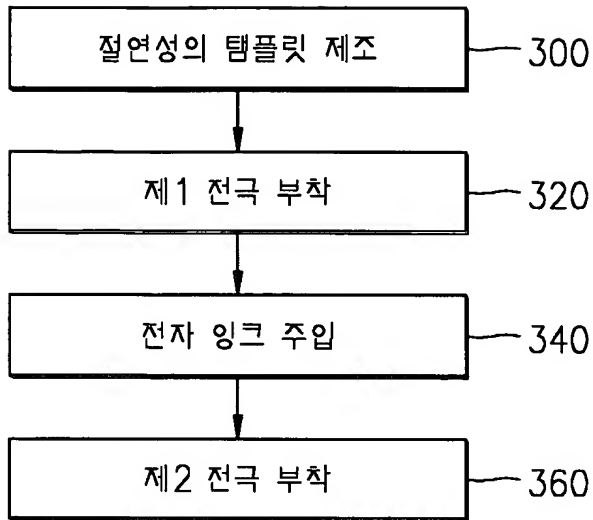 절연성의 탬플릿 제조 300
제1 전극 부착 320
전자 잉크 주입 340
제2 전극 부착 360